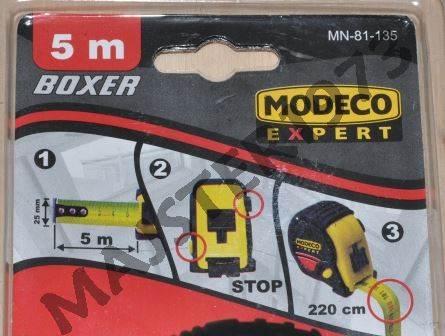 5 m
MN-81-135
BOXER
MODECO
EXPERT
1
2
3
25 mm
5 m
STOP
MODECO
220 cm